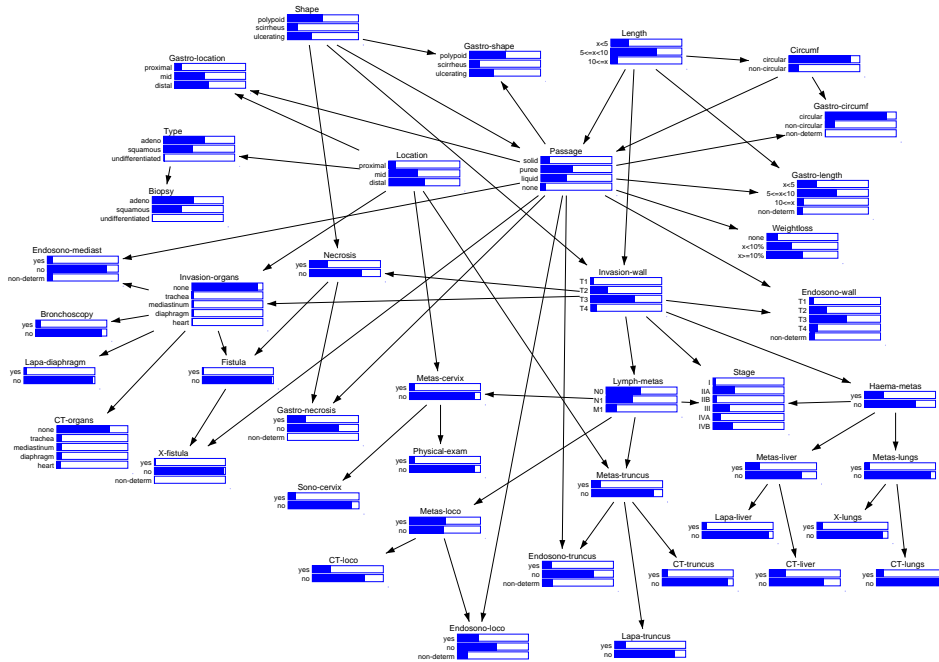 Shape
polypoid
scirrheus
ulcerating
Gastro-shape
polypoid
scirrheus
ulcerating
Length
x<5
5<=x<10
10<=x
Circumf
circular
non-circular
Gastro-location
proximal
mid
distal
Gastro-circumf
circular
non-circular
non-determ
Type
adeno
squamous
undifferentiated
Location
proximal
mid
distal
Passage
solid
puree
liquid
none
Biopsy
adeno
squamous
undifferentiated
Gastro-length
x<5
5<=x<10
10<=x
non-determ
Weightloss
none
x<10%
x>=10%
Endosono-mediast
yes
no
non-determ
Necrosis
yes
no
Invasion-organs
none
trachea
mediastinum
diaphragm
heart
Invasion-wall
T1
T2
T3
T4
Endosono-wall
T1
T2
T3
T4
non-determ
Bronchoscopy
yes
no
Lapa-diaphragm
yes
no
Fistula
yes
no
Metas-cervix
yes
no
Lymph-metas
N0
N1
M1
Stage
I
IIA
IIB
III
IVA
IVB
Haema-metas
yes
no
CT-organs
none
trachea
mediastinum
diaphragm
heart
Gastro-necrosis
yes
no
non-determ
X-fistula
yes
no
non-determ
Physical-exam
yes
no
Metas-liver
yes
no
Metas-lungs
yes
no
Sono-cervix
yes
no
Metas-truncus
yes
no
Metas-loco
yes
no
Lapa-liver
yes
no
X-lungs
yes
no
CT-loco
yes
no
Endosono-truncus
yes
no
non-determ
CT-truncus
yes
no
CT-liver
yes
no
CT-lungs
yes
no
Endosono-loco
yes
no
non-determ
Lapa-truncus
yes
no